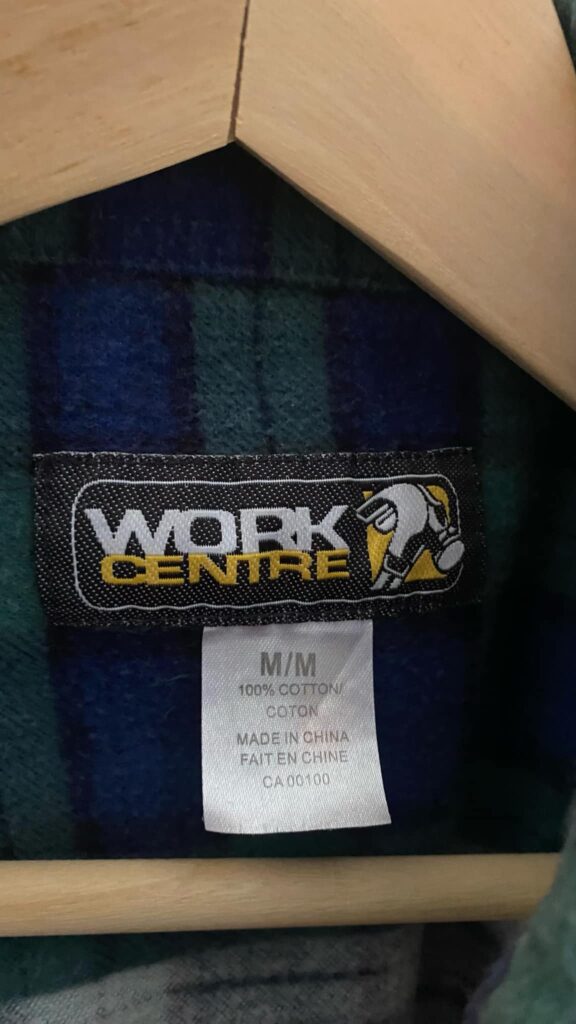 WORK
CENTRE
M/M
100% COTTON/
COTON
MADE IN CHINA
FAIT EN CHINE
CA 00100